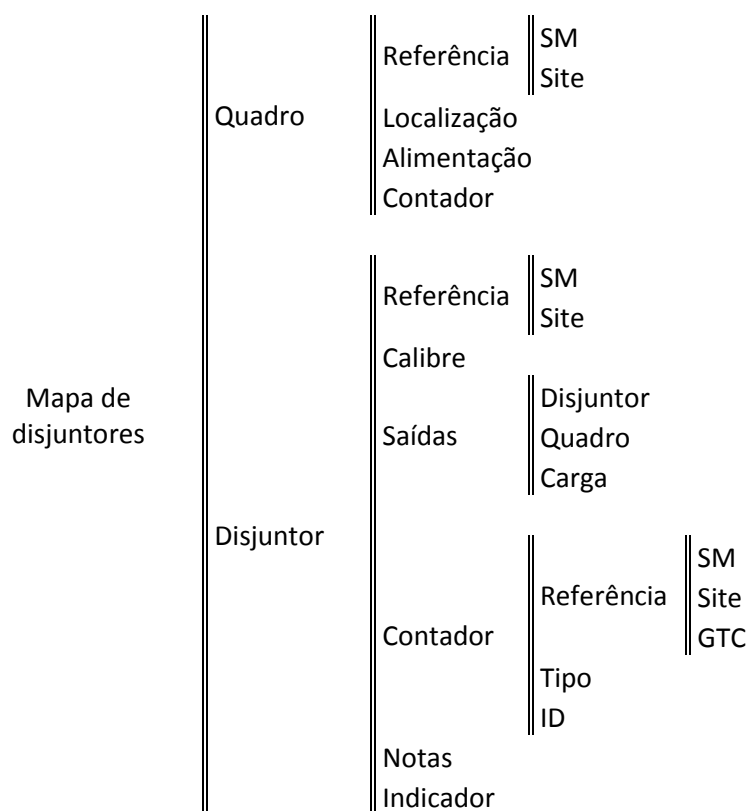 Mapa de
disjuntores
Quadro
Referência
SM
Site
Localização
Alimentação
Contador
Disjuntor
Referência
SM
Site
Calibre
Saídas
Disjuntor
Quadro
Carga
Contador
Referência
SM
Site
GTC
Tipo
ID
Notas
Indicador